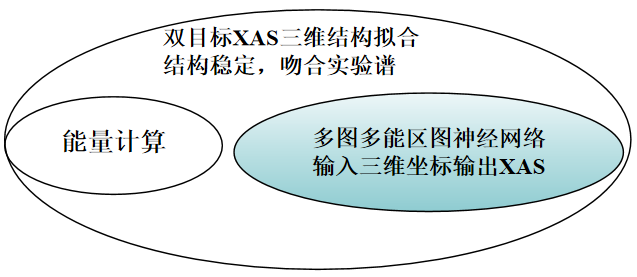 双目标XAS三维结构拟合
结构稳定，吻合实验谱
能量计算
多图多能区图神经网络
输入三维坐标输出XAS